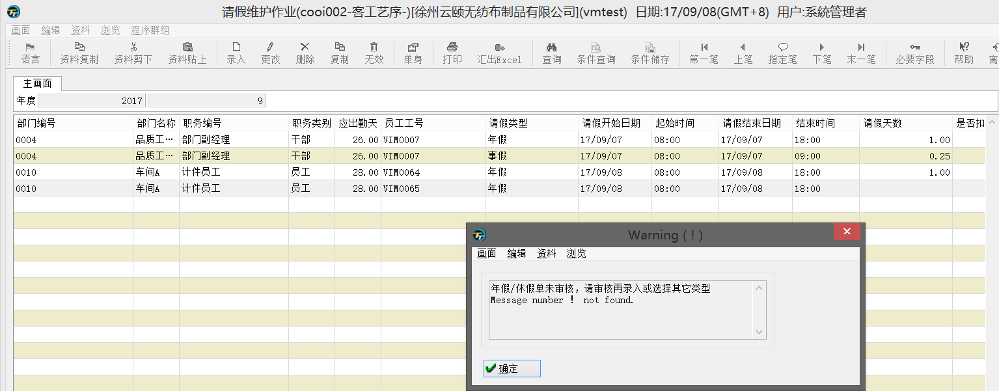 请假维护作业(cooi002-客工艺序-)[徐州云颐无纺布制品有限公司](vmtest) 日期:17/09/08(GMT+8) 用户:系統管理者
画面 编辑 资料 浏览 程序群组
语言 资料复制 资料剪下 资料贴上 录入 更改 删除 复制 无效 单身 打印 汇出Excel 查询 条件查询 条件储存 第一笔 上笔 指定笔 下笔 末一笔 必要字段 帮助 离
主画面
年度 2017 9
部门编号 部门名称 职务编号 职务类别 应出勤天 员工工号 请假类型 请假开始日期 起始时间 请假结束日期 结束时间 请假天数 是否扣
0004 品质工… 部门副经理 干部 26.00 VIM0007 年假 17/09/07 08:00 17/09/07 18:00 1.00
0004 品质工… 部门副经理 干部 26.00 VIM0007 事假 17/09/07 08:00 17/09/07 09:00 0.25
0010 车间A 计件员工 员工 28.00 VIM0064 年假 17/09/08 08:00 17/09/08 18:00 1.00
0010 车间A 计件员工 员工 28.00 VIM0065 年假 17/09/08 08:00 17/09/08 18:00
Warning ( ! )
画面 编辑 资料 浏览
年假/休假单未审核，请审核再录入或选择其它类型
Message number ! not found.
确定